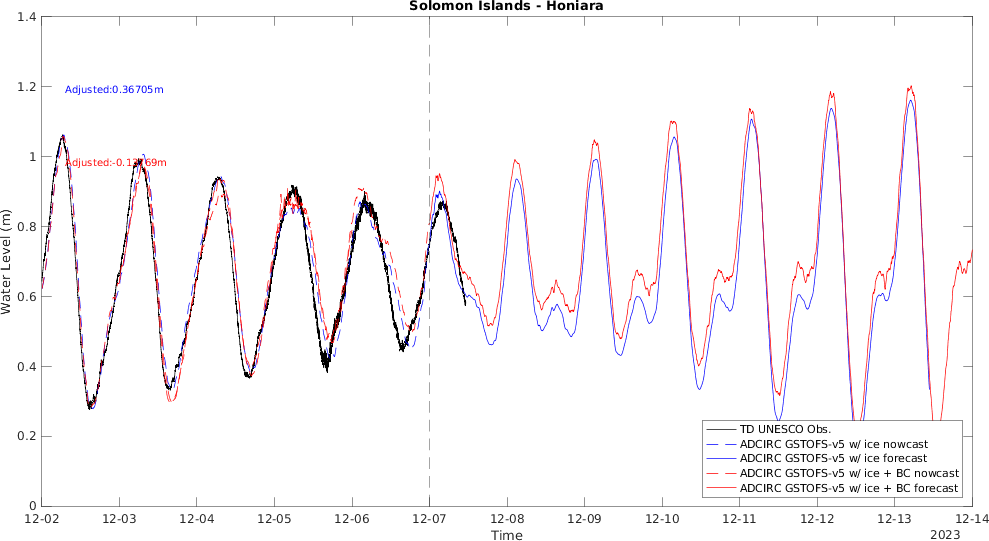 Solomon Islands - Honiara
1.4
1.2
1
0.8
0.6
0.4
0.2
0
Water Level (m)
Adjusted:0.36705m
TD UNESCO Obs.
ADCIRC GSTOFS-v5 w/ ice nowcast
ADCIRC GSTOFS-v5 w/ ice forecast
ADCIRC GSTOFS-v5 w/ ice + BC nowcast
ADCIRC GSTOFS-v5 w/ ice + BC forecast
12-02 12-03 12-04 12-05 12-06 12-07 12-08 12-09 12-10 12-11 12-12 12-13 12-14
Time
2023